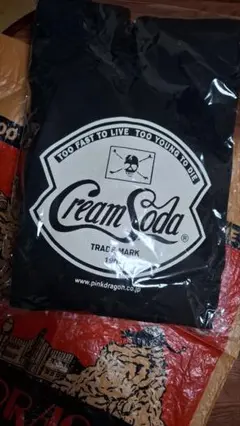 TOO FAST TO LIVE TOO YOUNG TO DIE
Cream Soda
®
TRADE MARK
www.pinkdragon.co.jp